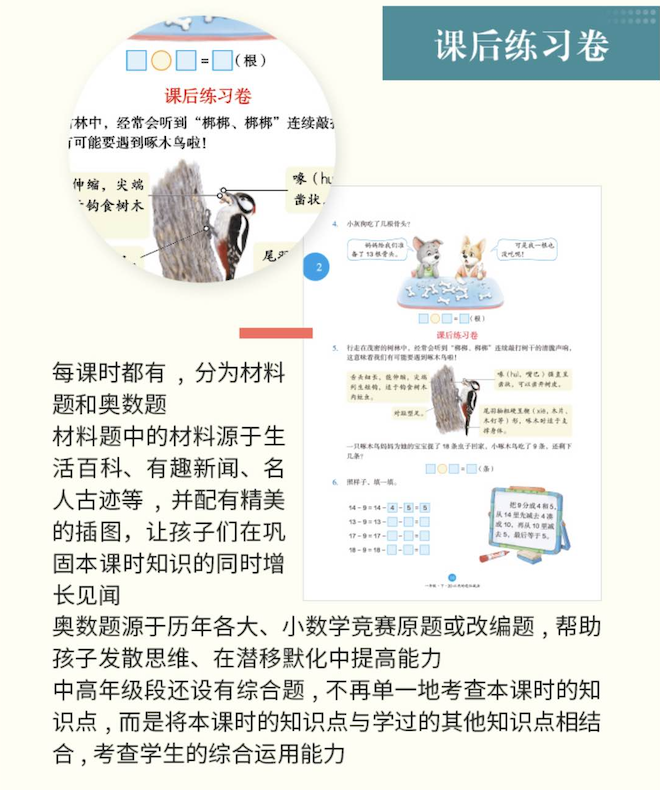 课后练习卷
=(根)
课后练习卷
林中，经常会听到“梆梆、梆梆”连续敲
可能要遇到啄木鸟啦！
伸缩，尖端
钩食树木
喙(hu
凿状，
尾羽
2
4. 小灰狗吃了几根骨头？
妈妈给我们准
备了13根骨头。
可是我一根也
没吃呢！
=(根)
课后练习卷
5. 行走在茂密的树林中，经常会听到“梆梆、梆梆”连续敲打树干的清脆声响，
这意味着我们有可能要遇到啄木鸟啦！
舌头细长，能伸缩，尖端
列生短钩，适于钩食树木
内的虫。
喙(huì，嘴巴)强直呈
凿状，可以凿开树皮。
对趾型足。
尾羽轴粗硬呈楔(xiē，木片、
木钉等)形，啄木时适于支
撑身体。
一只啄木鸟妈妈为她的宝宝捉了18条虫子回家，小啄木鸟吃了9条，还剩下
几条？
=(条)
6. 照样子，填一填。
14－9＝14－4－5＝5
13－9＝13－－＝
17－9＝17－－＝
18－9＝18－－＝
把9分成4和5，
从14里先减去4凑
成10，再从10里减
去5，最后等于5。
每课时都有，分为材料
题和奥数题
材料题中的材料源于生
活百科、有趣新闻、名
人古迹等，并配有精美
的插图，让孩子们在巩
固本课时知识的同时增
长见闻
奥数题源于历年各大、小数学竞赛原题或改编题，帮助
孩子发散思维、在潜移默化中提高能力
中高年级段还设有综合题，不再单一地考查本课时的知
识点，而是将本课时的知识点与学过的其他知识点相结
合，考查学生的综合运用能力